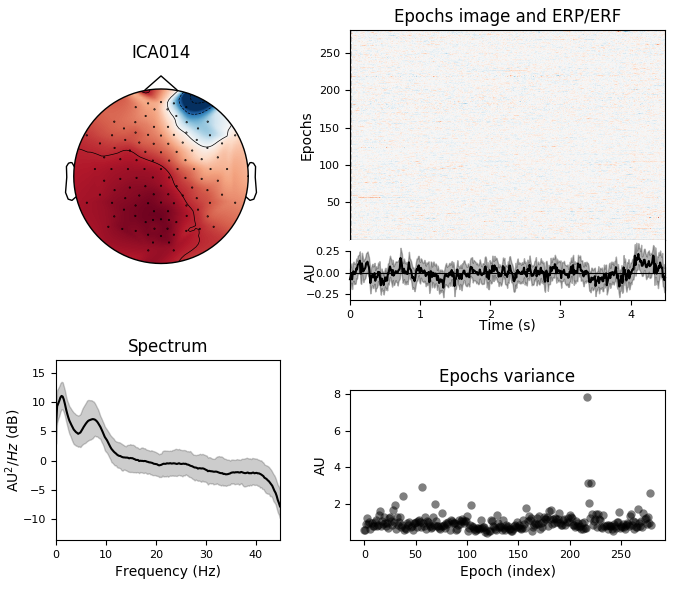 ICA014
Epochs image and ERP/ERF
Epochs
250
200
150
100
50
AU
0.25
0.00
−0.25
0 1 2 3 4
Time (s)
Spectrum
AU²/Hz (dB)
15
10
5
0
−5
−10
0 10 20 30 40
Frequency (Hz)
Epochs variance
AU
8
6
4
2
0 50 100 150 200 250
Epoch (index)